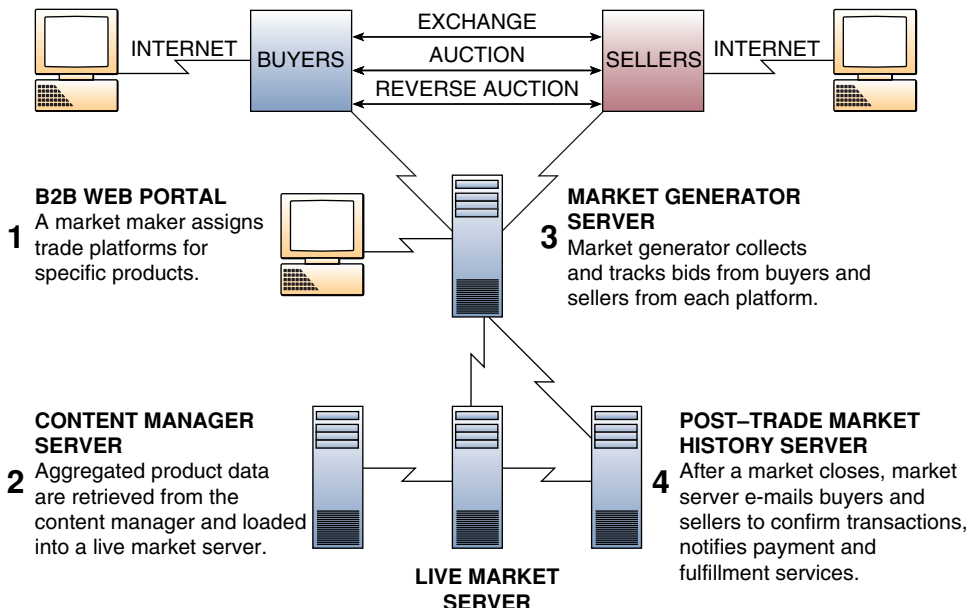 INTERNET
BUYERS
EXCHANGE
AUCTION
REVERSE AUCTION
SELLERS
INTERNET
1
B2B WEB PORTAL
A market maker assigns
trade platforms for
specific products.
3
MARKET GENERATOR
SERVER
Market generator collects
and tracks bids from buyers and
sellers from each platform.
2
CONTENT MANAGER
SERVER
Aggregated product data
are retrieved from the
content manager and loaded
into a live market server.
LIVE MARKET
SERVER
4
POST–TRADE MARKET
HISTORY SERVER
After a market closes, market
server e-mails buyers and
sellers to confirm transactions,
notifies payment and
fulfillment services.